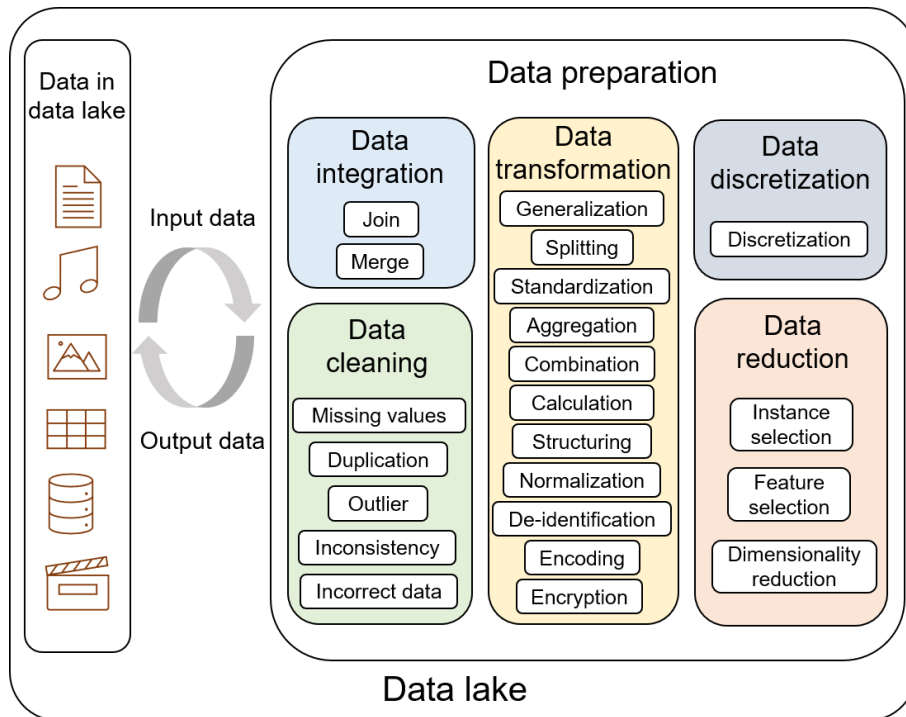 Data in
data lake
Input data
Output data
Data preparation
Data
integration
Join
Merge
Data
cleaning
Missing values
Duplication
Outlier
Inconsistency
Incorrect data
Data
transformation
Generalization
Splitting
Standardization
Aggregation
Combination
Calculation
Structuring
Normalization
De-identification
Encoding
Encryption
Data
discretization
Discretization
Data
reduction
Instance
selection
Feature
selection
Dimensionality
reduction
Data lake